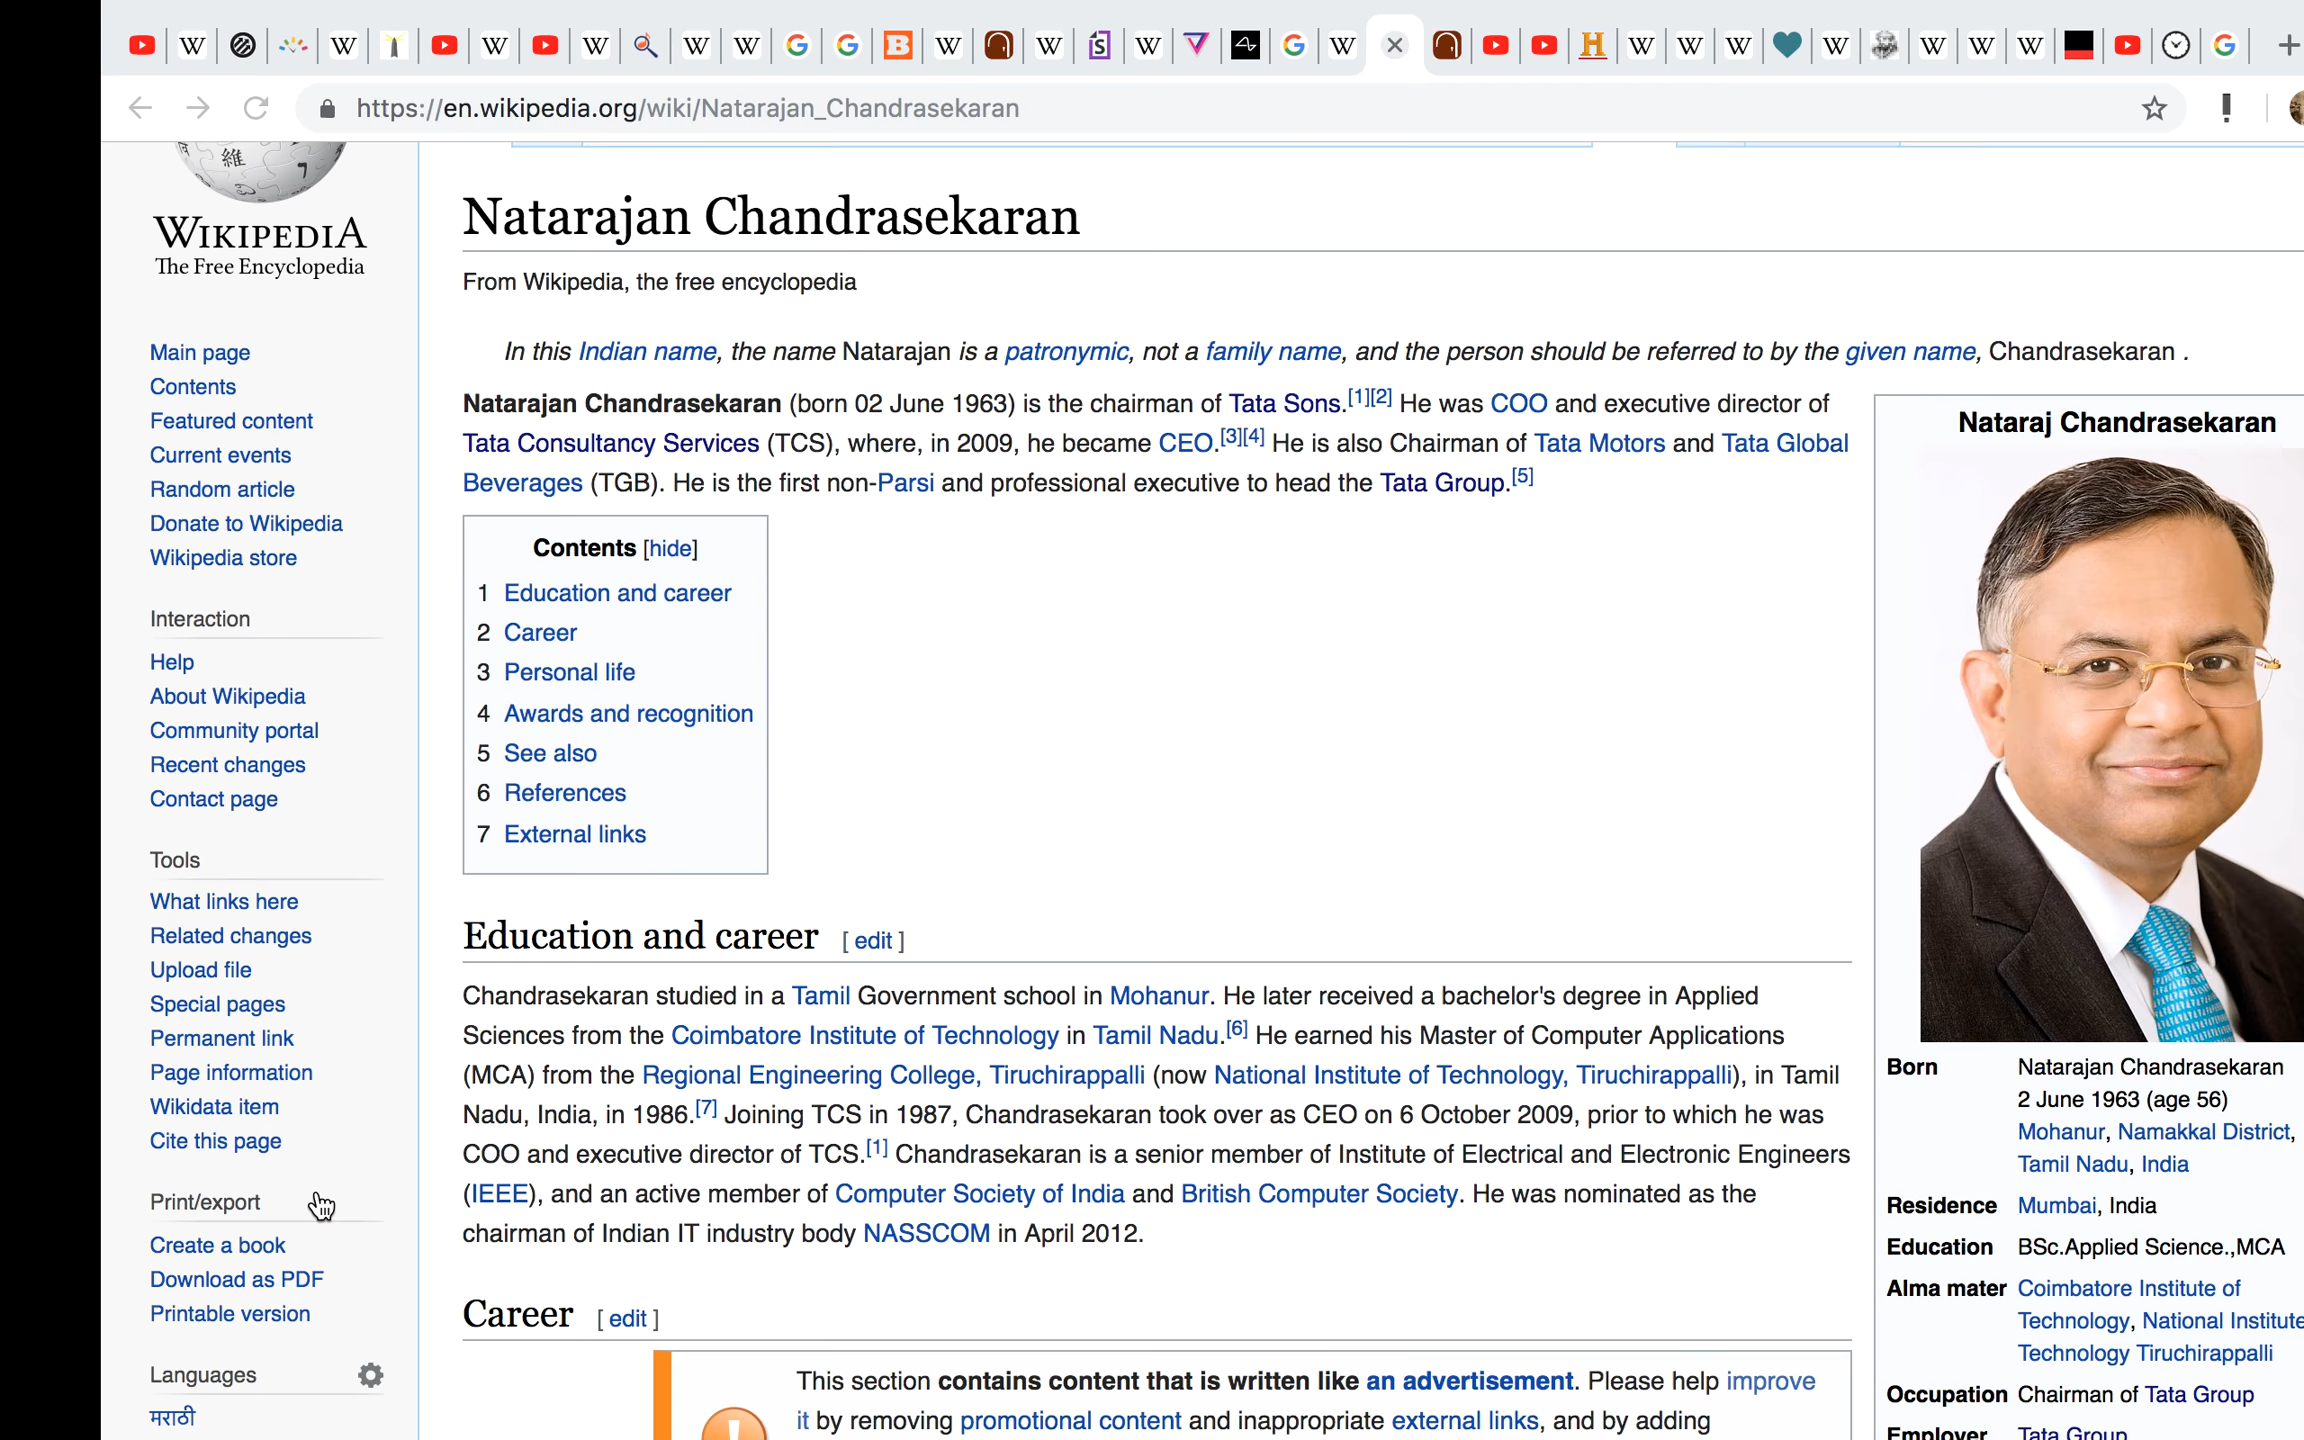 https://en.wikipedia.org/wiki/Natarajan_Chandrasekaran
維
7
WIKIPEDIA
The Free Encyclopedia
Main page
Contents
Featured content
Current events
Random article
Donate to Wikipedia
Wikipedia store
Interaction
Help
About Wikipedia
Community portal
Recent changes
Contact page
Tools
What links here
Related changes
Upload file
Special pages
Permanent link
Page information
Wikidata item
Cite this page
Print/export
Create a book
Download as PDF
Printable version
Languages
मराठी
Natarajan Chandrasekaran
From Wikipedia, the free encyclopedia
In this Indian name, the name Natarajan is a patronymic, not a family name, and the person should be referred to by the given name, Chandrasekaran .
Natarajan Chandrasekaran (born 02 June 1963) is the chairman of Tata Sons.[1][2] He was COO and executive director of
Tata Consultancy Services (TCS), where, in 2009, he became CEO.[3][4] He is also Chairman of Tata Motors and Tata Global
Beverages (TGB). He is the first non-Parsi and professional executive to head the Tata Group.[5]
Contents [hide]
1 Education and career
2 Career
3 Personal life
4 Awards and recognition
5 See also
6 References
7 External links
Education and career [ edit ]
Chandrasekaran studied in a Tamil Government school in Mohanur. He later received a bachelor's degree in Applied
Sciences from the Coimbatore Institute of Technology in Tamil Nadu.[6] He earned his Master of Computer Applications
(MCA) from the Regional Engineering College, Tiruchirappalli (now National Institute of Technology, Tiruchirappalli), in Tamil
Nadu, India, in 1986.[7] Joining TCS in 1987, Chandrasekaran took over as CEO on 6 October 2009, prior to which he was
COO and executive director of TCS.[1] Chandrasekaran is a senior member of Institute of Electrical and Electronic Engineers
(IEEE), and an active member of Computer Society of India and British Computer Society. He was nominated as the
chairman of Indian IT industry body NASSCOM in April 2012.
Career [ edit ]
This section contains content that is written like an advertisement. Please help improve
it by removing promotional content and inappropriate external links, and by adding
Nataraj Chandrasekaran
Born Natarajan Chandrasekaran
2 June 1963 (age 56)
Mohanur, Namakkal District,
Tamil Nadu, India
Residence Mumbai, India
Education BSc.Applied Science.,MCA
Alma mater Coimbatore Institute of
Technology, National Institute
Technology Tiruchirappalli
Occupation Chairman of Tata Group
Employer Tata Group